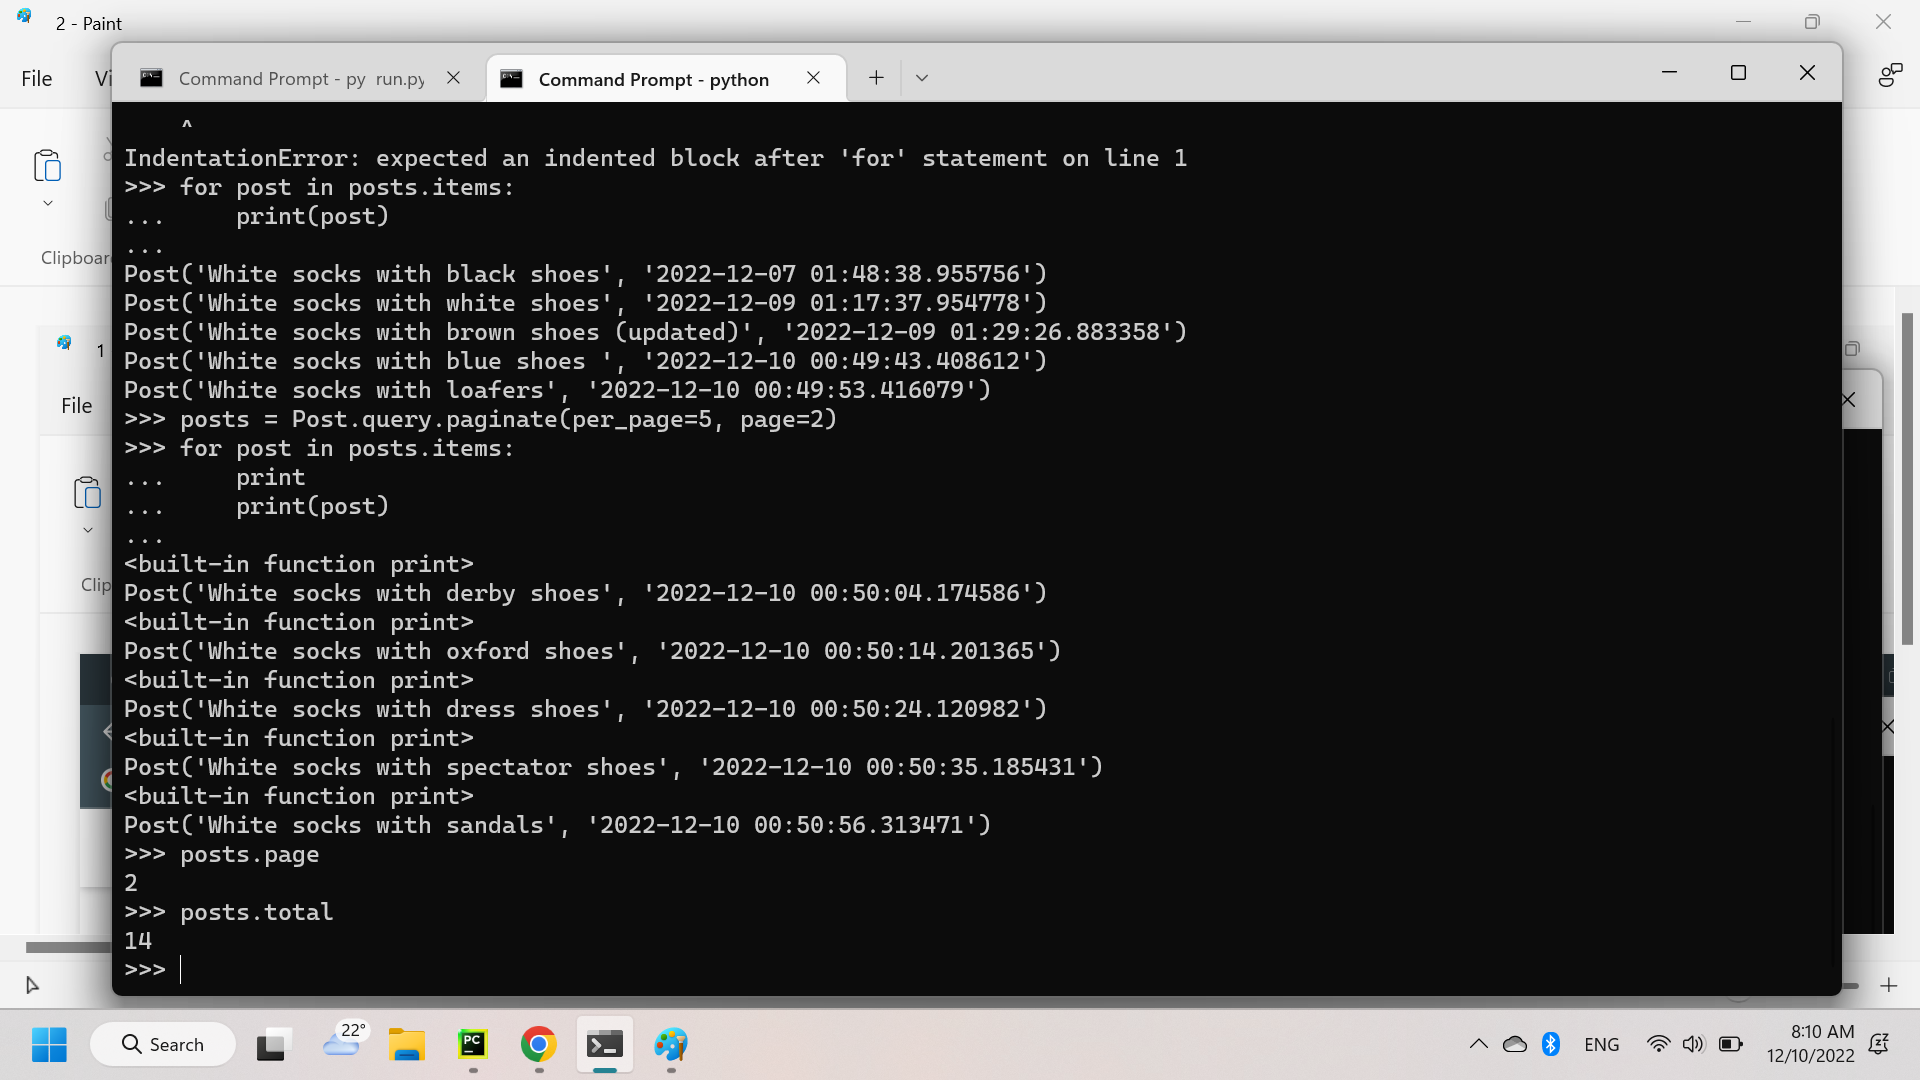 2 - Paint
File
Vi
Command Prompt - py run.py
Command Prompt - python
Clipboar
1
File
Clip
^
IndentationError: expected an indented block after 'for' statement on line 1
>>> for post in posts.items:
...     print(post)
...
Post('White socks with black shoes', '2022-12-07 01:48:38.955756')
Post('White socks with white shoes', '2022-12-09 01:17:37.954778')
Post('White socks with brown shoes (updated)', '2022-12-09 01:29:26.883358')
Post('White socks with blue shoes ', '2022-12-10 00:49:43.408612')
Post('White socks with loafers', '2022-12-10 00:49:53.416079')
>>> posts = Post.query.paginate(per_page=5, page=2)
>>> for post in posts.items:
...     print
...     print(post)
...
<built-in function print>
Post('White socks with derby shoes', '2022-12-10 00:50:04.174586')
<built-in function print>
Post('White socks with oxford shoes', '2022-12-10 00:50:14.201365')
<built-in function print>
Post('White socks with dress shoes', '2022-12-10 00:50:24.120982')
<built-in function print>
Post('White socks with spectator shoes', '2022-12-10 00:50:35.185431')
<built-in function print>
Post('White socks with sandals', '2022-12-10 00:50:56.313471')
>>> posts.page
2
>>> posts.total
14
>>>
Search
22°
PC
ENG
8:10 AM
12/10/2022